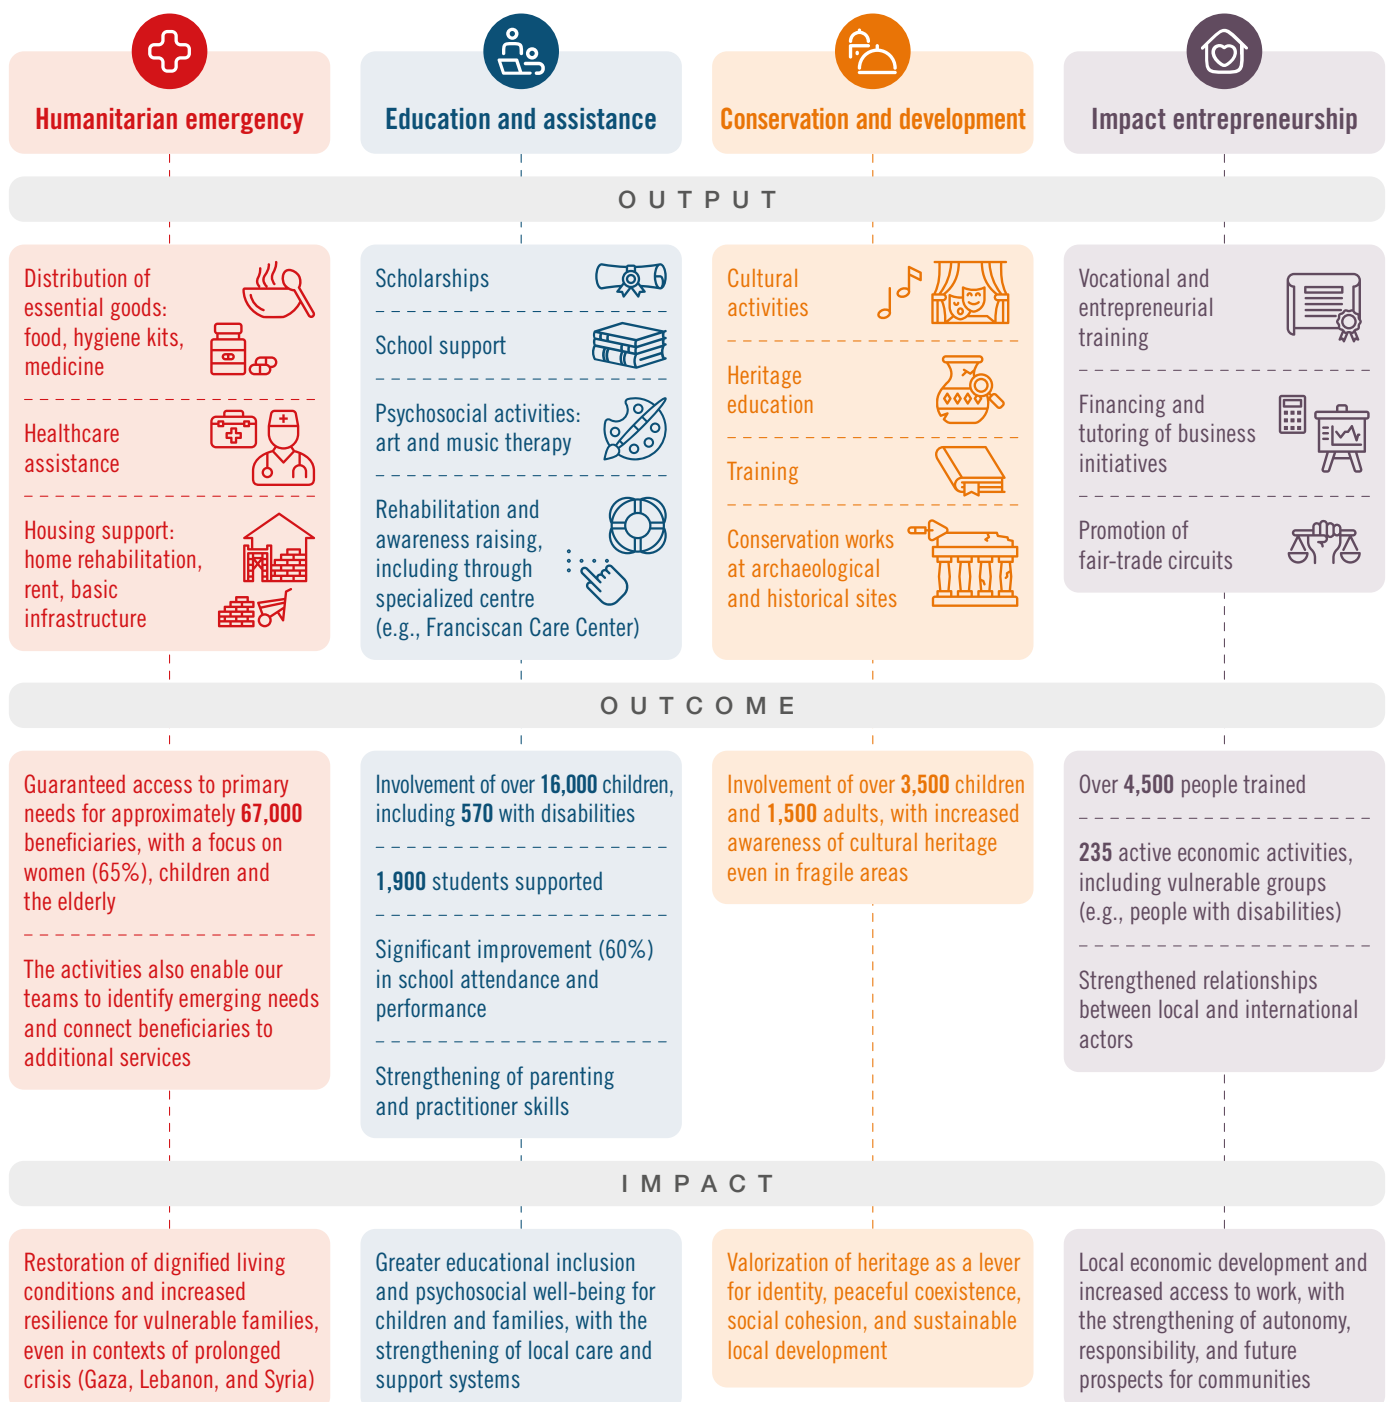 Humanitarian emergency
Education and assistance
Conservation and development
Impact entrepreneurship
OUTPUT
Distribution of
essential goods:
food, hygiene kits,
medicine
Healthcare
assistance
Housing support:
home rehabilitation,
rent, basic
infrastructure
Scholarships
School support
Psychosocial activities:
art and music therapy
Rehabilitation and
awareness raising,
including through
specialized centre
(e.g., Franciscan Care Center)
Cultural
activities
Heritage
education
Training
Conservation works
at archaeological
and historical sites
Vocational and
entrepreneurial
training
Financing and
tutoring of business
initiatives
Promotion of
fair-trade circuits
OUTCOME
Guaranteed access to primary
needs for approximately 67,000
beneficiaries, with a focus on
women (65%), children and
the elderly
The activities also enable our
teams to identify emerging needs
and connect beneficiaries to
additional services
Involvement of over 16,000 children,
including 570 with disabilities
1,900 students supported
Significant improvement (60%)
in school attendance and
performance
Strengthening of parenting
and practitioner skills
Involvement of over 3,500 children
and 1,500 adults, with increased
awareness of cultural heritage
even in fragile areas
Over 4,500 people trained
235 active economic activities,
including vulnerable groups
(e.g., people with disabilities)
Strengthened relationships
between local and international
actors
IMPACT
Restoration of dignified living
conditions and increased
resilience for vulnerable families,
even in contexts of prolonged
crisis (Gaza, Lebanon, and Syria)
Greater educational inclusion
and psychosocial well-being for
children and families, with the
strengthening of local care and
support systems
Valorization of heritage as a lever
for identity, peaceful coexistence,
social cohesion, and sustainable
local development
Local economic development and
increased access to work, with
the strengthening of autonomy,
responsibility, and future
prospects for communities